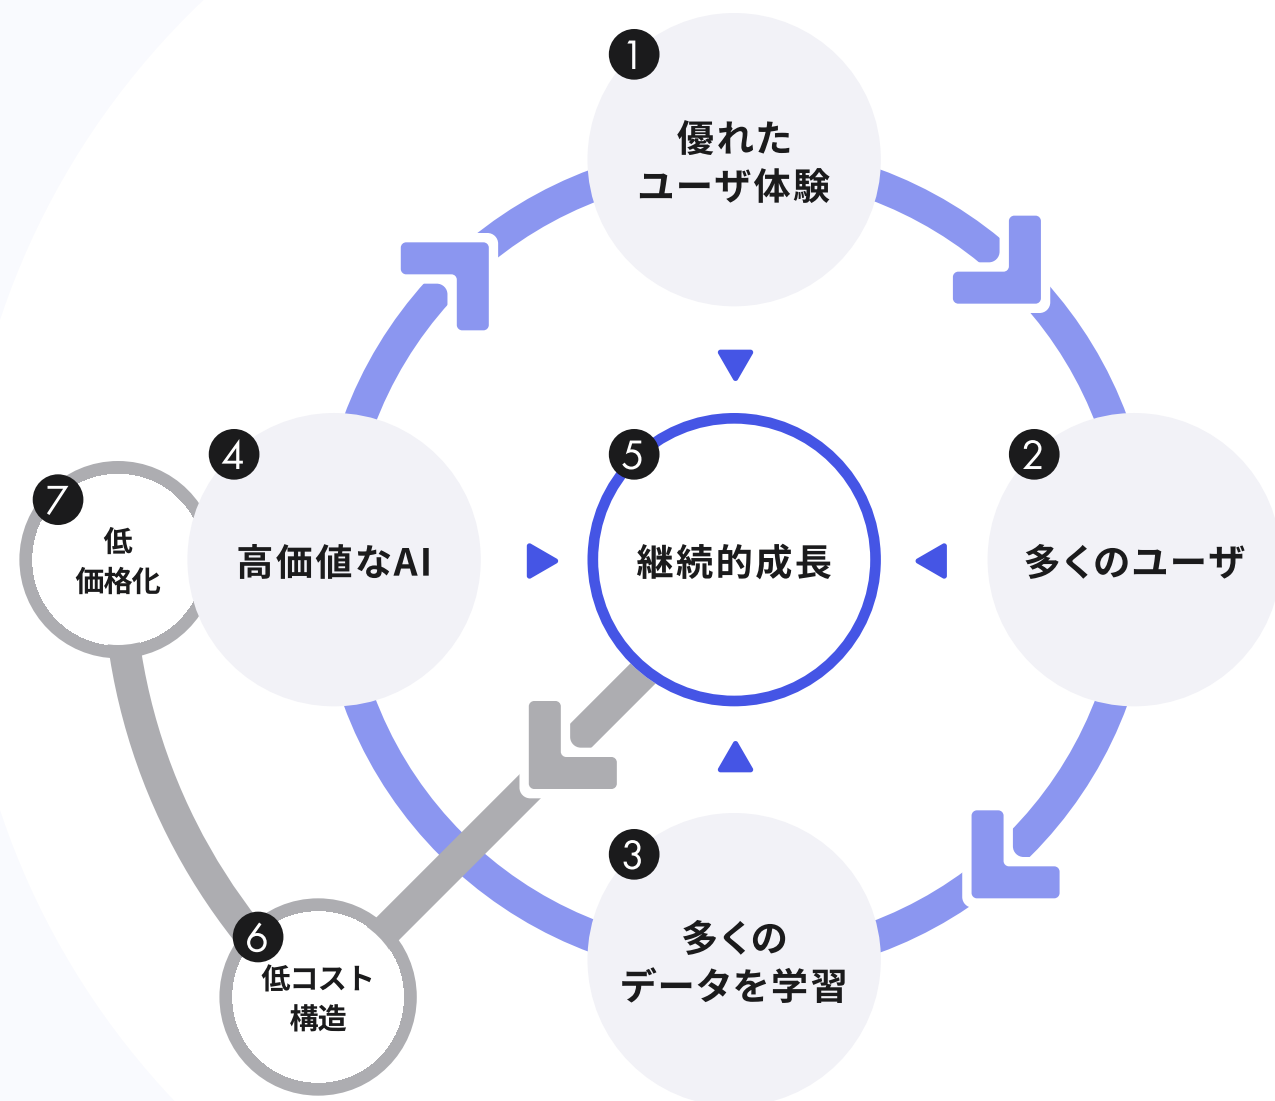 1
優れた
ユーザ体験
2
多くのユーザ
3
多くの
データを学習
4
高価値なAI
5
継続的成長
6
低コスト
構造
7
低
価格化